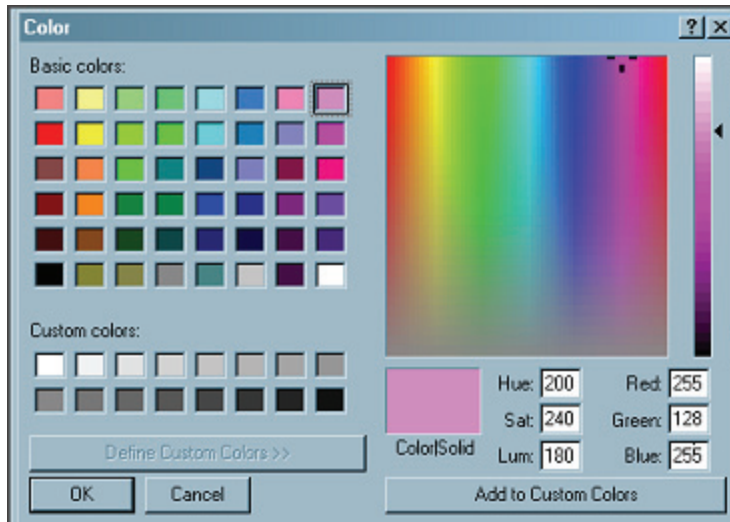 Color
? ×
Basic colors:
Custom colors:
Define Custom Colors >>
OK
Cancel
Color|Solid
Hue: 200
Sat: 240
Lum: 180
Red: 255
Green: 128
Blue: 255
Add to Custom Colors